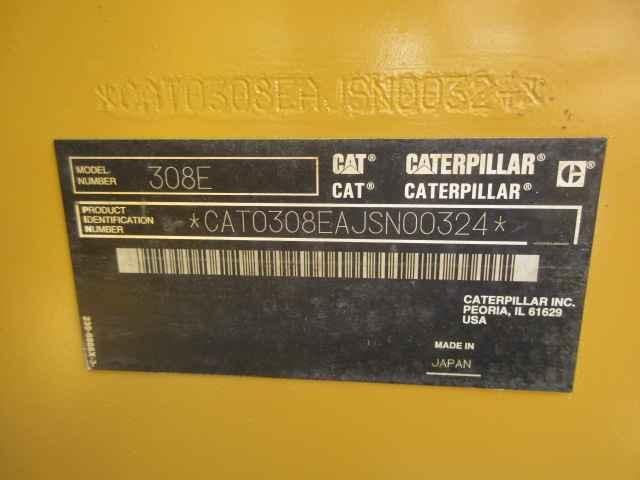 *CAT0308EAJSN00324*
MODEL NUMBER 308E
CAT® CATERPILLAR® C
CAT® CATERPILLAR®
PRODUCT IDENTIFICATION NUMBER *CAT0308EAJSN00324*
CATERPILLAR INC.
PEORIA, IL 61629
USA
MADE IN
JAPAN